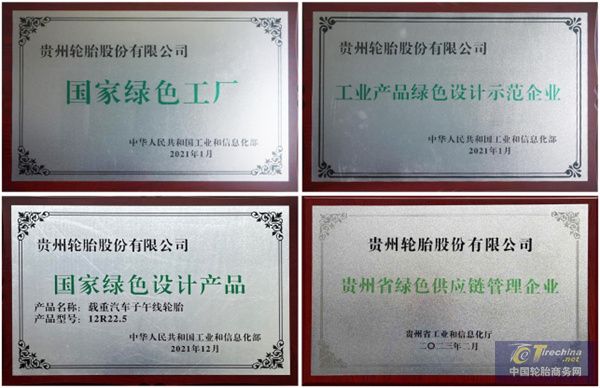 贵州轮胎股份有限公司
国家绿色工厂
中华人民共和国工业和信息化部
2021年1月
贵州轮胎股份有限公司
工业产品绿色设计示范企业
中华人民共和国工业和信息化部
2021年1月
贵州轮胎股份有限公司
国家绿色设计产品
产品名称:载重汽车子午线轮胎
产品型号:12R22.5
中华人民共和国工业和信息化部
2021年12月
贵州轮胎股份有限公司
贵州省绿色供应链管理企业
贵州省工业和信息化厅
二〇二三年二月
eTirechina
.net
中国轮胎商务网